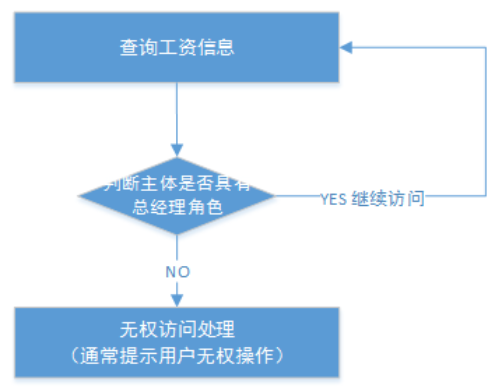 查询工资信息
判断主体是否具有
总经理角色
YES 继续访问
NO
无权访问处理
（通常提示用户无权操作）